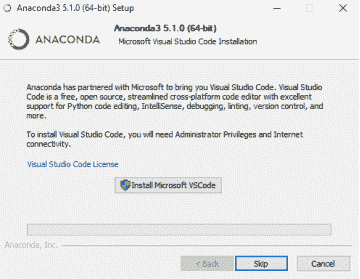 Anaconda3 5.1.0 (64-bit) Setup
ANACONDA
Anaconda3 5.1.0 (64-bit)
Microsoft Visual Studio Code Installation
Anaconda has partnered with Microsoft to bring you Visual Studio Code. Visual Studio
Code is a free, open source, streamlined cross-platform code editor with excellent
support for Python code editing, IntelliSense, debugging, linting, version control, and
more.
To install Visual Studio Code, you will need Administrator Privileges and Internet
connectivity.
Visual Studio Code License
Install Microsoft VSCode
Anaconda, Inc.
< Back
Skip
Cancel